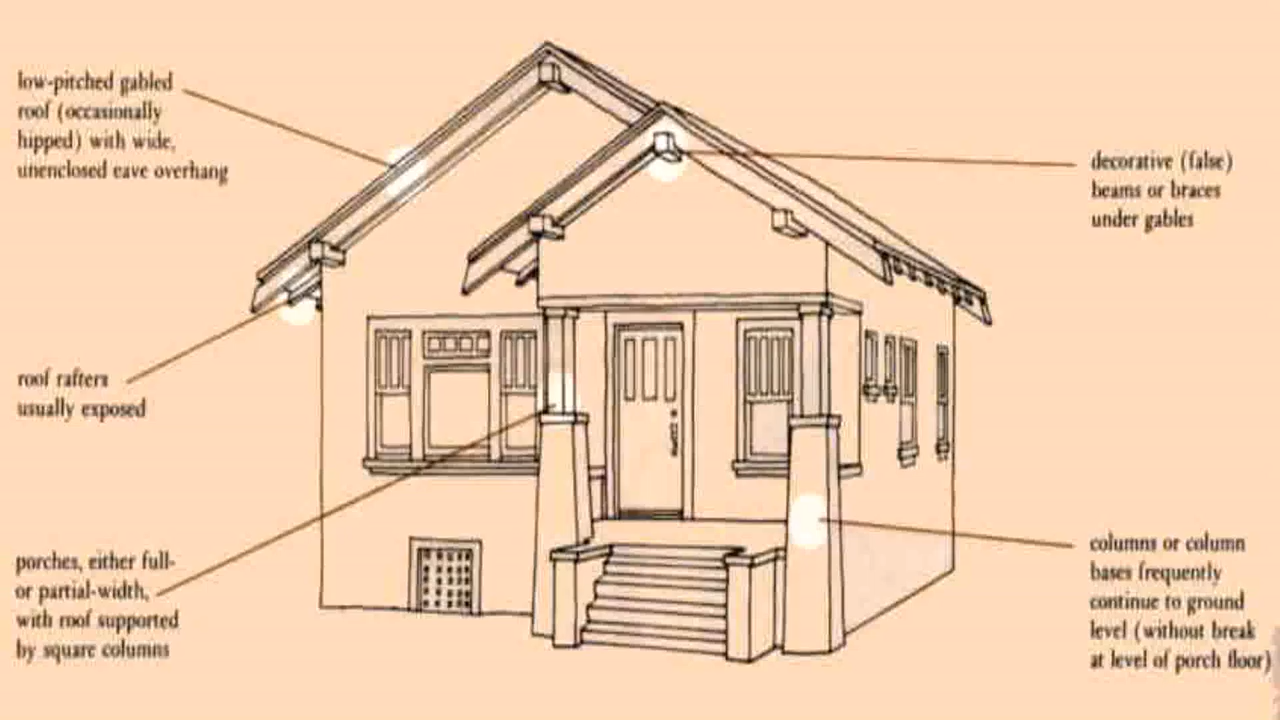 low-pitched gabled
roof (occasionally
hipped) with wide,
unenclosed eave overhang
decorative (false)
beams or braces
under gables
roof rafters
usually exposed
porches, either full-
or partial-width,
with roof supported
by square columns
columns or column
bases frequently
continue to ground
level (without break
at level of porch floor)